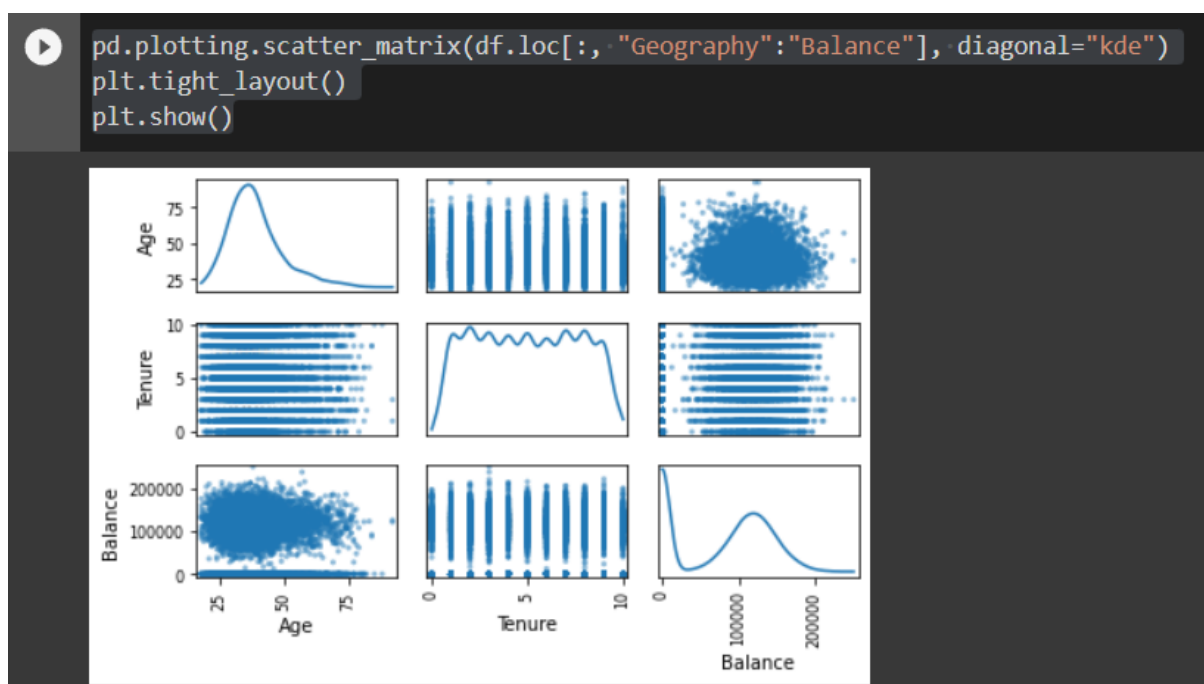 pd.plotting.scatter_matrix(df.loc[:, "Geography":"Balance"], diagonal="kde")
plt.tight_layout()
plt.show()
Age
75
50
25
Tenure
10
5
0
Balance
200000
100000
0
25
50
75
Age
0
5
10
Tenure
0
100000
200000
Balance